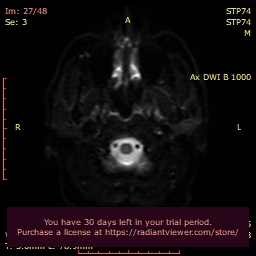 Im: 27/48
Se: 3
A
STP74
STP74
M
Ax DWI B 1000
R
L
You have 30 days left in your trial period.
Purchase a license at https://radiantviewer.com/store/